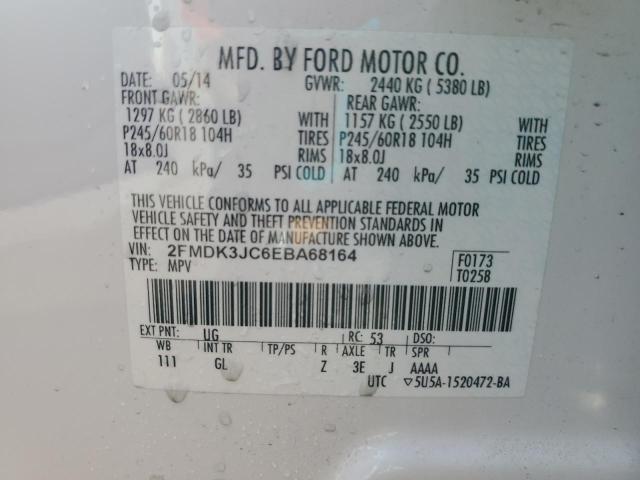 MFD. BY FORD MOTOR CO.
DATE: 05/14 GVWR: 2440 KG ( 5380 LB)
FRONT GAWR: REAR GAWR:
1297 KG ( 2860 LB) WITH 1157 KG ( 2550 LB) WITH
P245/60R18 104H TIRES P245/60R18 104H TIRES
18x8.0J RIMS 18x8.0J RIMS
AT 240 kPa/ 35 PSI COLD AT 240 kPa/ 35 PSI COLD
THIS VEHICLE CONFORMS TO ALL APPLICABLE FEDERAL MOTOR
VEHICLE SAFETY AND THEFT PREVENTION STANDARDS IN
EFFECT ON THE DATE OF MANUFACTURE SHOWN ABOVE.
VIN: 2FMDK3JC6EBA68164 F0173
TYPE: MPV T0258
EXT PNT: UG RC: 53 DSO:
WB INT TR TP/PS R AXLE TR SPR
111 GL Z 3E J AAAA
UTC ▽5U5A-1520472-BA